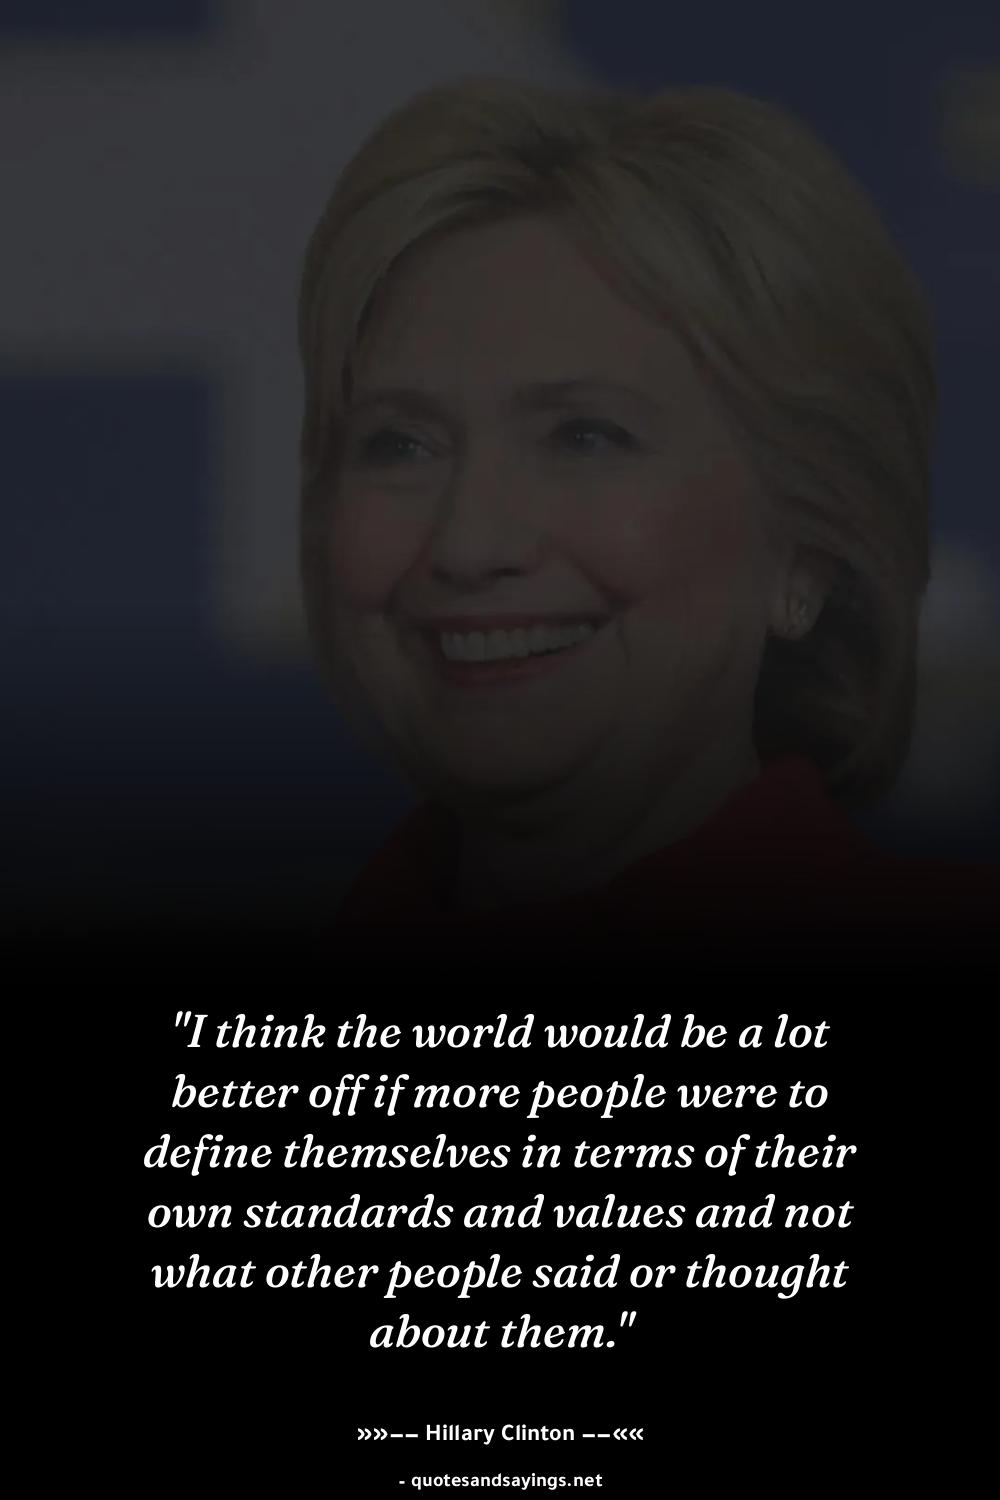 "I think the world would be a lot
better off if more people were to
define themselves in terms of their
own standards and values and not
what other people said or thought
about them."
»»−− Hillary Clinton −−««
- quotesandsayings.net